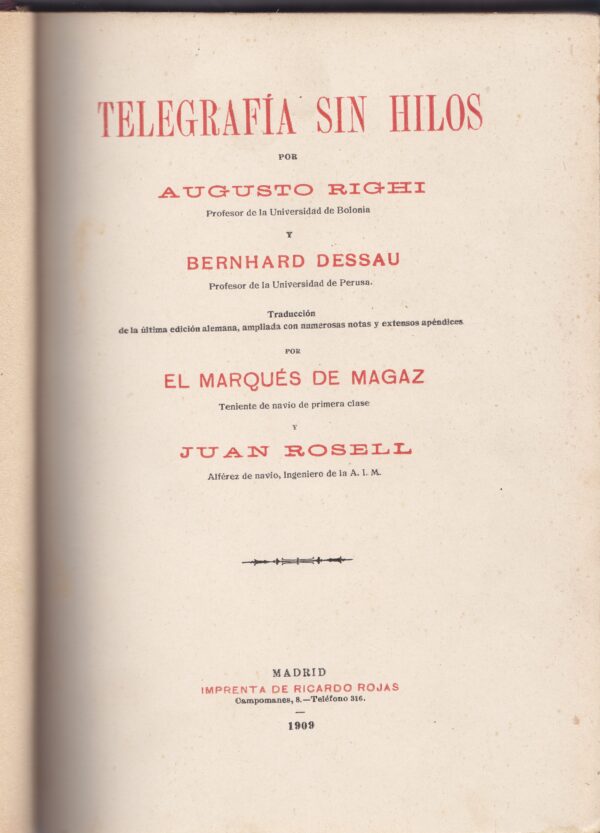 TELEGRAFÍA SIN HILOS
POR
AUGUSTO RIGHI
Profesor de la Universidad de Bolonia
Y
BERNHARD DESSAU
Profesor de la Universidad de Perusa.
Traducción
de la última edición alemana, ampliada con numerosas notas y extensos apéndices
POR
EL MARQUÉS DE MAGAZ
Teniente de navio de primera clase
Y
JUAN ROSELL
Alférez de navio, Ingeniero de la A. I. M.
MADRID
IMPRENTA DE RICARDO ROJAS
Campomanes, 8.—Teléfono 316.
1909